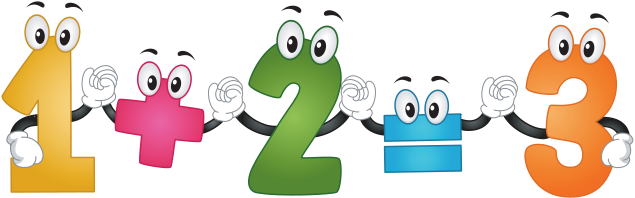 1 + 2 = 3